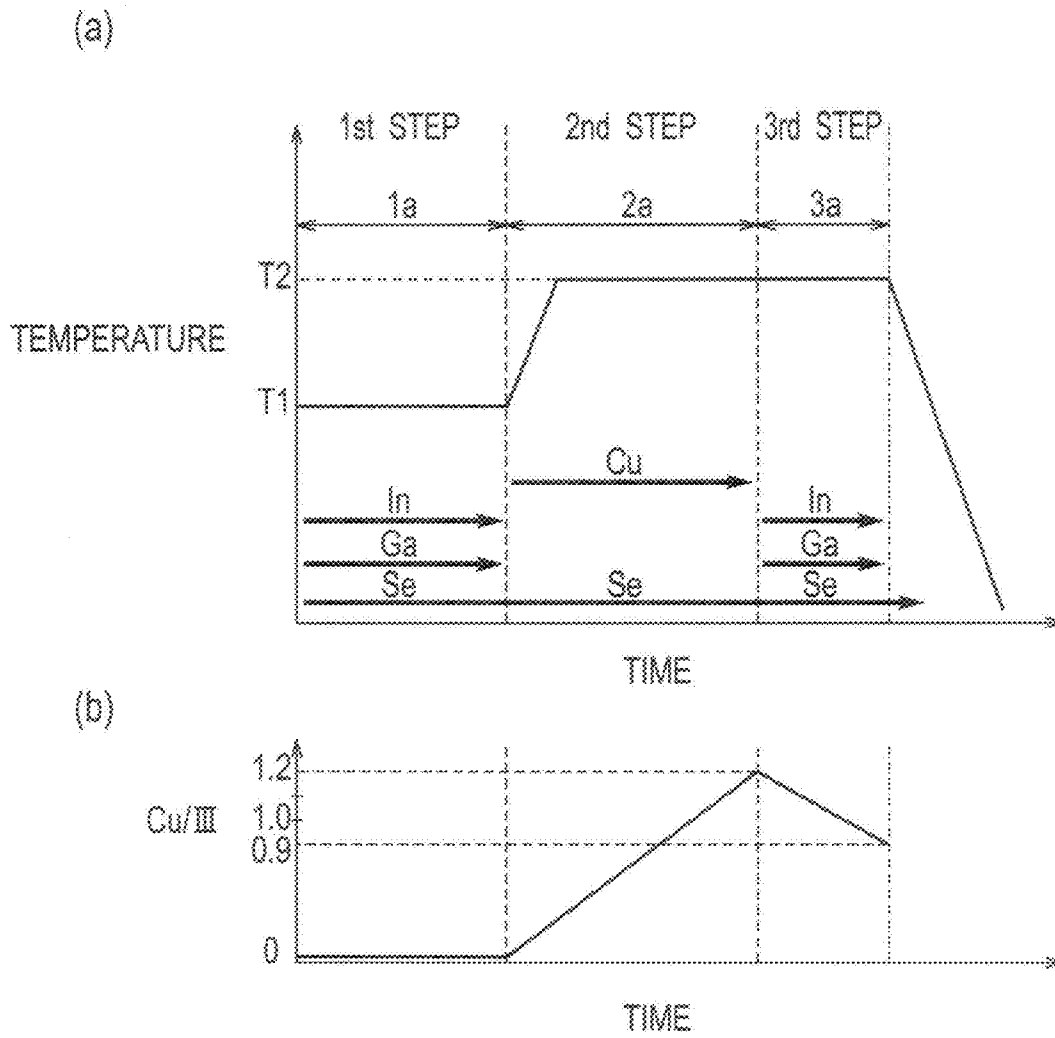 (a)
1st STEP 2nd STEP 3rd STEP
1a 2a 3a
T2
TEMPERATURE
T1
Cu
In In
Ga Ga
Se Se Se
TIME
(b)
1.2
Cu/Ⅲ 1.0
0.9
0
TIME